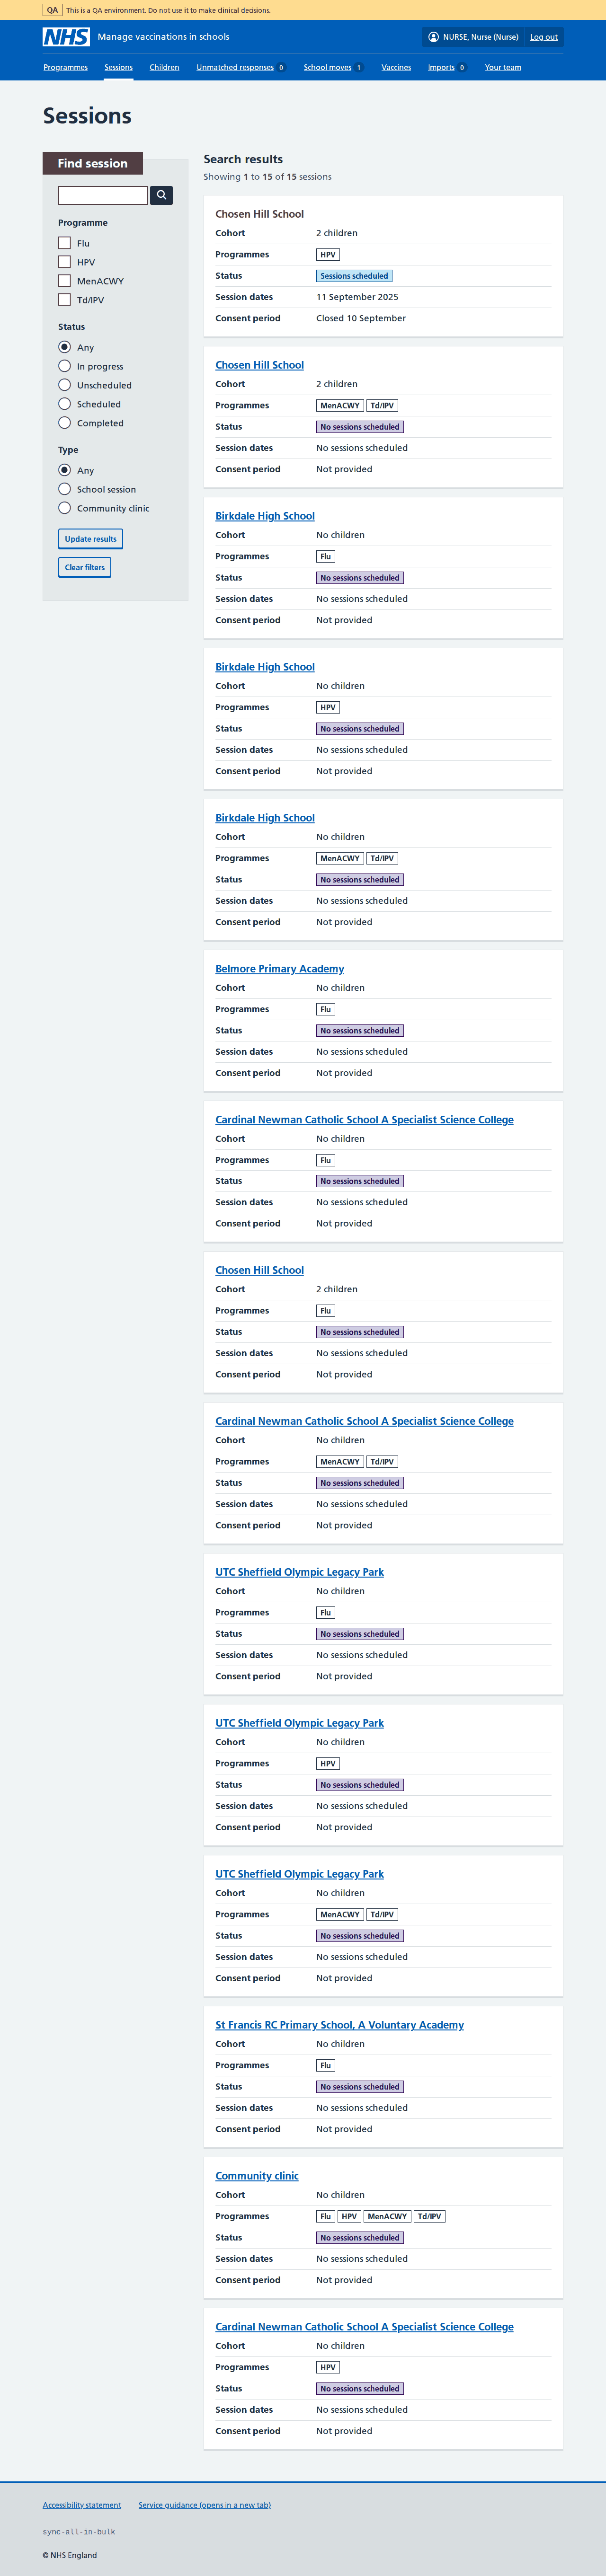 QA This is a QA environment. Do not use it to make clinical decisions.
NHS Manage vaccinations in schools NURSE, Nurse (Nurse) Log out
Programmes Sessions Children Unmatched responses 0 School moves 1 Vaccines Imports 0 Your team
Sessions
Find session
Programme
Flu
HPV
MenACWY
Td/IPV
Status
Any
In progress
Unscheduled
Scheduled
Completed
Type
Any
School session
Community clinic
Update results
Clear filters
Search results
Showing 1 to 15 of 15 sessions
Chosen Hill School
Cohort 2 children
Programmes HPV
Status Sessions scheduled
Session dates 11 September 2025
Consent period Closed 10 September
Chosen Hill School
Cohort 2 children
Programmes MenACWY Td/IPV
Status No sessions scheduled
Session dates No sessions scheduled
Consent period Not provided
Birkdale High School
Cohort No children
Programmes Flu
Status No sessions scheduled
Session dates No sessions scheduled
Consent period Not provided
Birkdale High School
Cohort No children
Programmes HPV
Status No sessions scheduled
Session dates No sessions scheduled
Consent period Not provided
Birkdale High School
Cohort No children
Programmes MenACWY Td/IPV
Status No sessions scheduled
Session dates No sessions scheduled
Consent period Not provided
Belmore Primary Academy
Cohort No children
Programmes Flu
Status No sessions scheduled
Session dates No sessions scheduled
Consent period Not provided
Cardinal Newman Catholic School A Specialist Science College
Cohort No children
Programmes Flu
Status No sessions scheduled
Session dates No sessions scheduled
Consent period Not provided
Chosen Hill School
Cohort 2 children
Programmes Flu
Status No sessions scheduled
Session dates No sessions scheduled
Consent period Not provided
Cardinal Newman Catholic School A Specialist Science College
Cohort No children
Programmes MenACWY Td/IPV
Status No sessions scheduled
Session dates No sessions scheduled
Consent period Not provided
UTC Sheffield Olympic Legacy Park
Cohort No children
Programmes Flu
Status No sessions scheduled
Session dates No sessions scheduled
Consent period Not provided
UTC Sheffield Olympic Legacy Park
Cohort No children
Programmes HPV
Status No sessions scheduled
Session dates No sessions scheduled
Consent period Not provided
UTC Sheffield Olympic Legacy Park
Cohort No children
Programmes MenACWY Td/IPV
Status No sessions scheduled
Session dates No sessions scheduled
Consent period Not provided
St Francis RC Primary School, A Voluntary Academy
Cohort No children
Programmes Flu
Status No sessions scheduled
Session dates No sessions scheduled
Consent period Not provided
Community clinic
Cohort No children
Programmes Flu HPV MenACWY Td/IPV
Status No sessions scheduled
Session dates No sessions scheduled
Consent period Not provided
Cardinal Newman Catholic School A Specialist Science College
Cohort No children
Programmes HPV
Status No sessions scheduled
Session dates No sessions scheduled
Consent period Not provided
Accessibility statement Service guidance (opens in a new tab)
sync-all-in-bulk
© NHS England